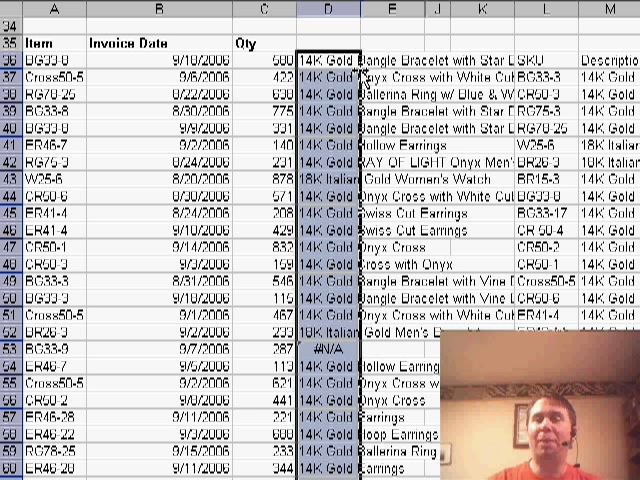 A B C D E J K L M
34
35 Item Invoice Date Qty
36 BG33-8 9/18/2006 580 14K Gold Bangle Bracelet with Star D SKU Descriptio
37 Cross50-5 9/6/2006 422 14K Gold Onyx Cross with White Cub BG33-3 14K Gold
38 RG78-25 8/22/2006 638 14K Gold Ballerina Ring w/ Blue & W CR50-3 14K Gold
39 BG33-8 8/30/2006 775 14K Gold Bangle Bracelet with Star D RG75-3 14K Gold
40 BG33-8 9/9/2006 331 14K Gold Bangle Bracelet with Star D RG78-25 14K Gold
41 ER46-7 9/2/2006 140 14K Gold Hollow Earrings W25-6 18K Italian
42 RG75-3 8/24/2006 231 14K Gold RAY OF LIGHT Onyx Men's BR26-3 18K Italian
43 W25-6 8/20/2006 878 18K Italian Gold Women's Watch BR15-3 14K Gold
44 CR50-6 8/30/2006 571 14K Gold Onyx Cross with White Cub BG33-8 14K Gold
45 ER41-4 8/24/2006 208 14K Gold Swiss Cut Earrings BG33-17 14K Gold
46 ER41-4 9/18/2006 429 14K Gold Swiss Cut Earrings CR 50-4 14K Gold
47 CR50-1 9/14/2006 832 14K Gold Onyx Cross CR50-2 14K Gold
48 CR50-3 9/3/2006 159 14K Gold Cross with Onyx CR50-1 14K Gold
49 BG33-3 8/31/2006 546 14K Gold Bangle Bracelet with Vine D Cross50-5 14K Gold
50 BG33-3 9/18/2006 115 14K Gold Bangle Bracelet with Vine D CR50-6 14K Gold
51 Cross50-5 9/1/2006 467 14K Gold Onyx Cross with White Cub ER41-4 14K Gold
52 BR26-3 9/2/2006 233 18K Italian Gold Men's
53 BG33-9 9/7/2006 287 #N/A
54 ER46-7 9/5/2006 113 14K Gold Hollow Earring
55 Cross50-5 9/2/2006 621 14K Gold Onyx Cross w
56 CR50-2 9/8/2006 441 14K Gold Onyx Cross
57 ER46-28 9/11/2006 221 14K Gold Earrings
58 ER46-22 9/3/2006 14K Gold Hoop Earrings
59 RG78-25 9/15/2006 233 14K Gold Ballerina Ring
60 ER46-28 9/11/2006 344 14K Gold Earrings